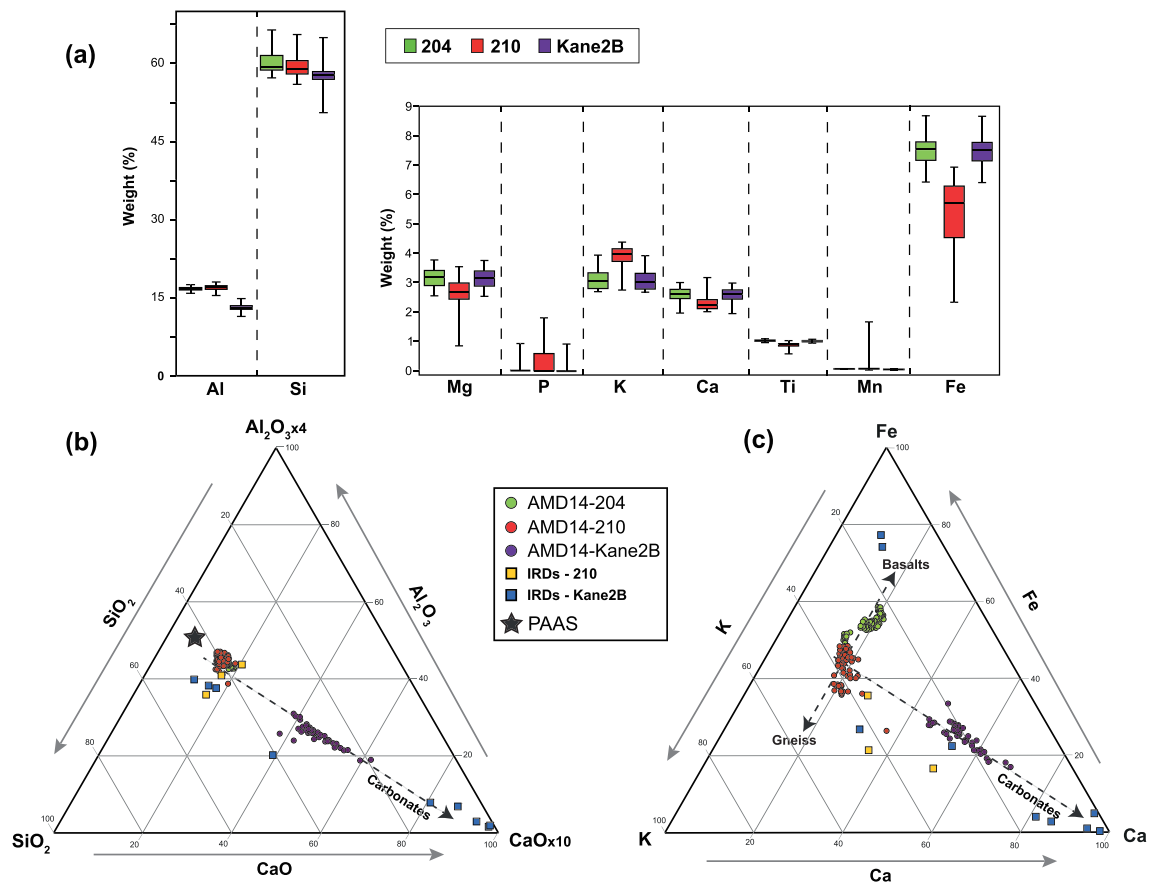 (a)
204 210 Kane2B
Weight (%)
60
45
30
15
0
Al Si
Weight (%)
9
8
7
6
5
4
3
2
1
0
Mg P K Ca Ti Mn Fe
(b)
Al2O3x4
100
20 80
40 60
60 40
80 20
100
SiO2
Al2O3
SiO2
20 40 60 80 100
CaOx10
CaO
AMD14-204
AMD14-210
AMD14-Kane2B
IRDs - 210
IRDs - Kane2B
PAAS
Carbonates
(c)
Fe
100
20 80
Basalts
40 60
K
Fe
60 40
Gneiss
80 20
Carbonates
100
K
20 40 60 80 100
Ca
Ca